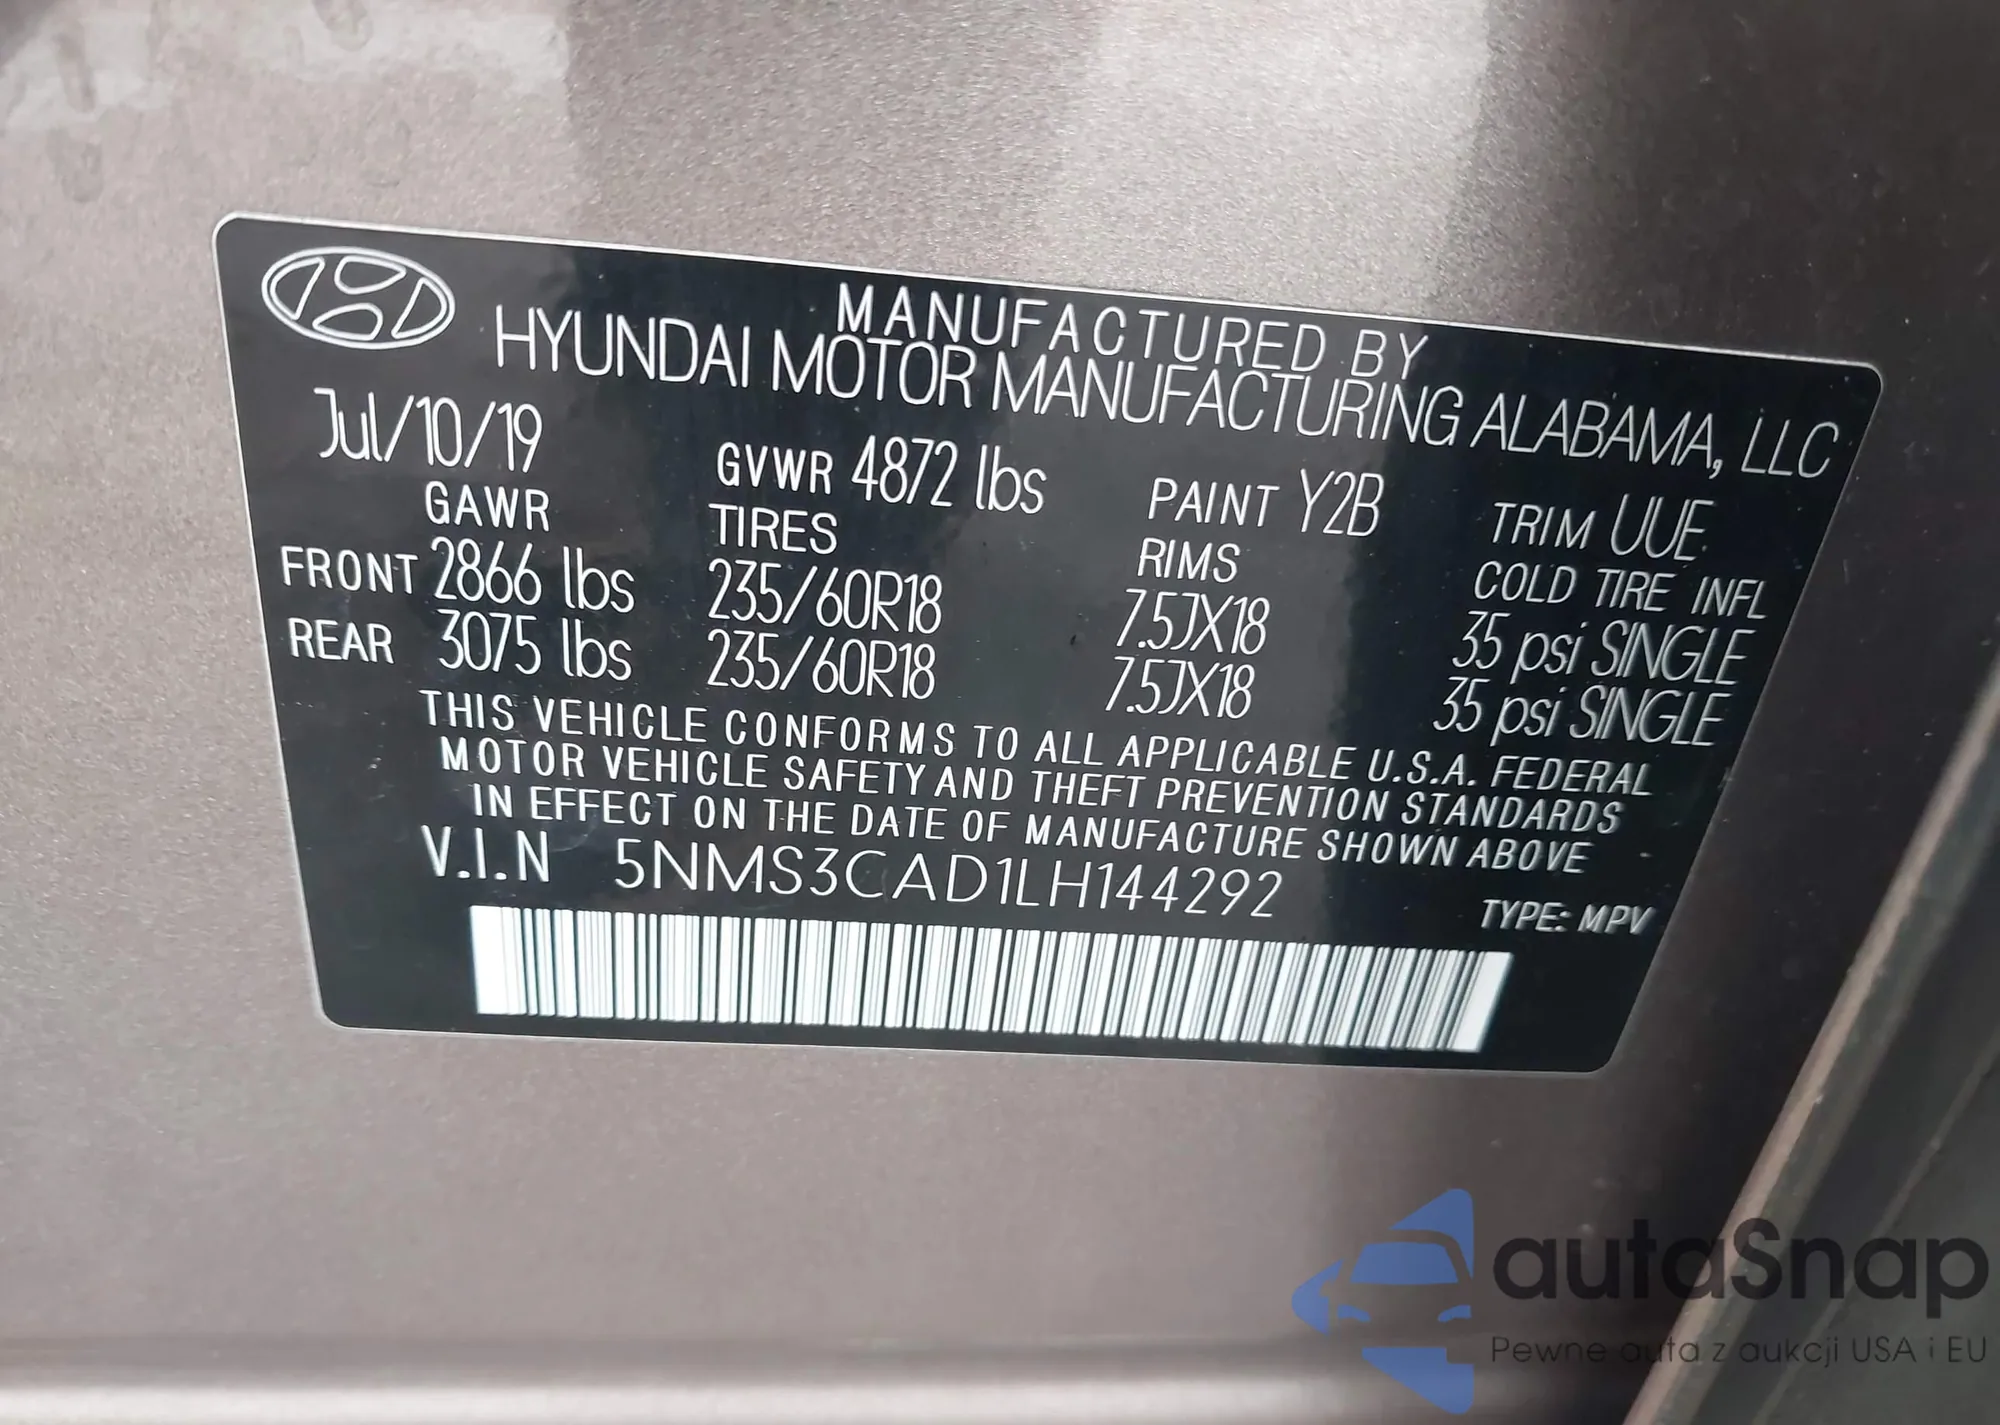 MANUFACTURED BY
HYUNDAI MOTOR MANUFACTURING ALABAMA, LLC
Jul/10/19 GVWR 4872 lbs PAINT Y2B TRIM UUE
GAWR TIRES RIMS COLD TIRE INFL
FRONT 2866 lbs 235/60R18 7.5JX18 35 psi SINGLE
REAR 3075 lbs 235/60R18 7.5JX18 35 psi SINGLE
THIS VEHICLE CONFORMS TO ALL APPLICABLE U.S.A. FEDERAL
MOTOR VEHICLE SAFETY AND THEFT PREVENTION STANDARDS
IN EFFECT ON THE DATE OF MANUFACTURE SHOWN ABOVE
V.I.N 5NMS3CAD1LH144292
TYPE: MPV
autaSnap
Pewne auta z aukcji USA i EU